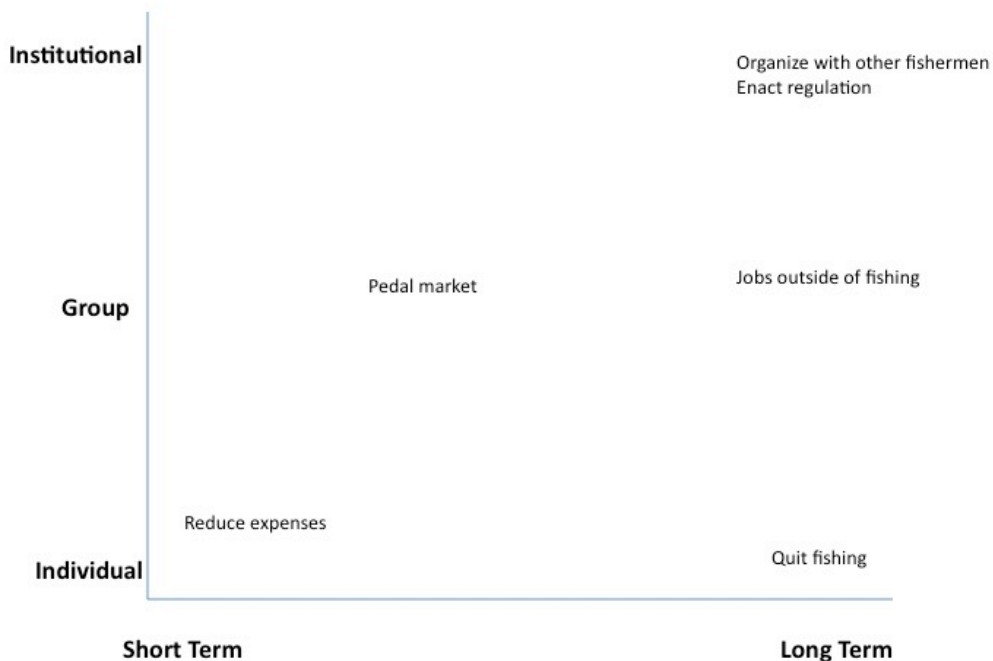 Institutional
Organize with other fishermen
Enact regulation
Group
Pedal market
Jobs outside of fishing
Reduce expenses
Individual
Quit fishing
Short Term
Long Term